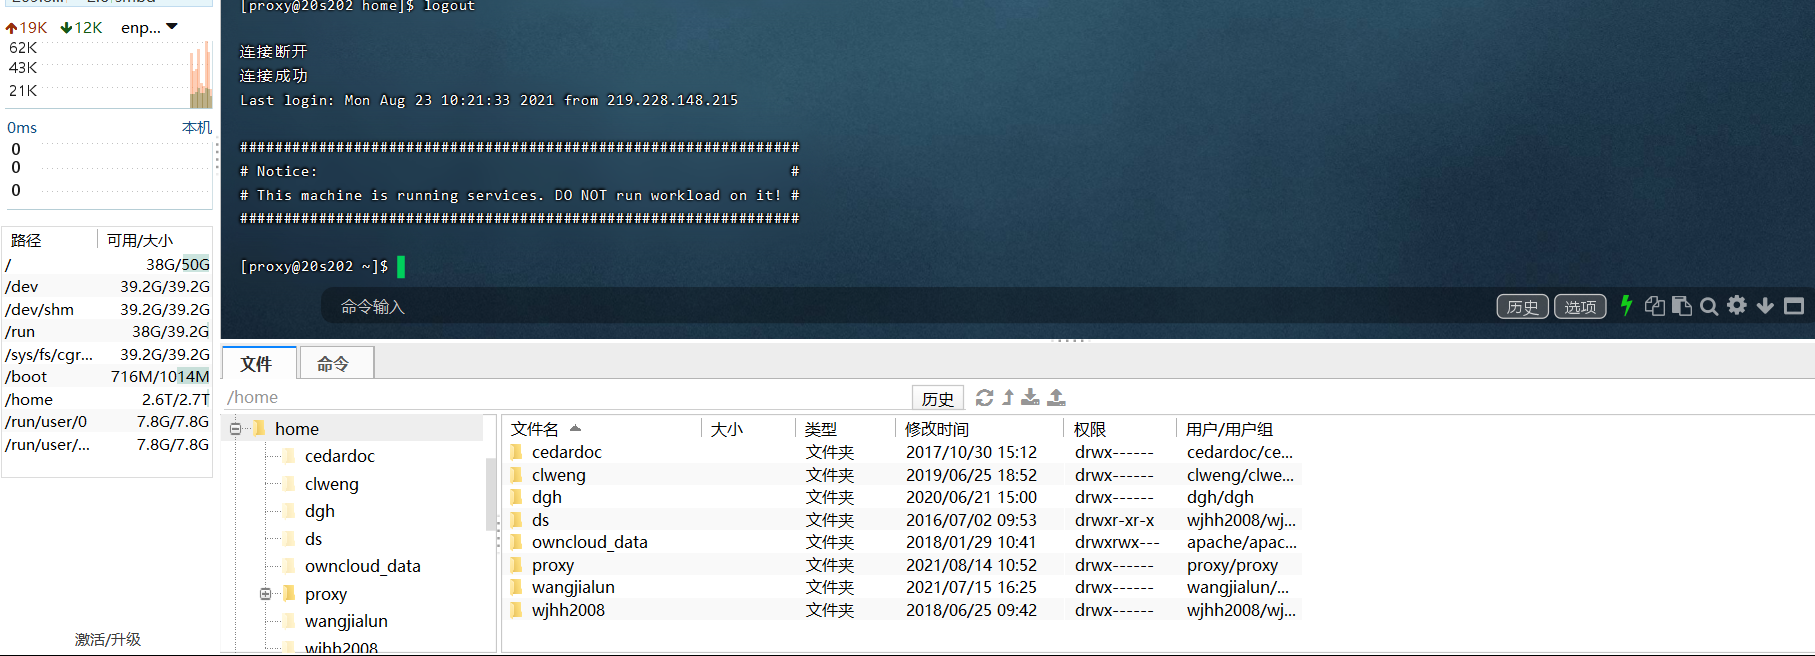 [proxy@20s202 home]$ logout
19K 12K enp...
62K
43K
21K
0ms 本机
0
0
0
路径 可用/大小
/ 38G/50G
/dev 39.2G/39.2G
/dev/shm 39.2G/39.2G
/run 38G/39.2G
/sys/fs/cgr... 39.2G/39.2G
/boot 716M/1014M
/home 2.6T/2.7T
/run/user/0 7.8G/7.8G
/run/user/... 7.8G/7.8G
激活/升级
连接断开
连接成功
Last login: Mon Aug 23 10:21:33 2021 from 219.228.148.215
################################################################
# Notice: #
# This machine is running services. DO NOT run workload on it! #
################################################################
[proxy@20s202 ~]$
命令输入 历史 选项
文件 命令
/home 历史
home
cedardoc
clweng
dgh
ds
owncloud_data
proxy
wangjialun
wjhh2008
文件名 大小 类型 修改时间 权限 用户/用户组
cedardoc 文件夹 2017/10/30 15:12 drwx------ cedardoc/ce...
clweng 文件夹 2019/06/25 18:52 drwx------ clweng/clwe...
dgh 文件夹 2020/06/21 15:00 drwx------ dgh/dgh
ds 文件夹 2016/07/02 09:53 drwxr-xr-x wjhh2008/wj...
owncloud_data 文件夹 2018/01/29 10:41 drwxrwx--- apache/apac...
proxy 文件夹 2021/08/14 10:52 drwx------ proxy/proxy
wangjialun 文件夹 2021/07/15 16:25 drwx------ wangjialun/...
wjhh2008 文件夹 2018/06/25 09:42 drwx------ wjhh2008/wj...